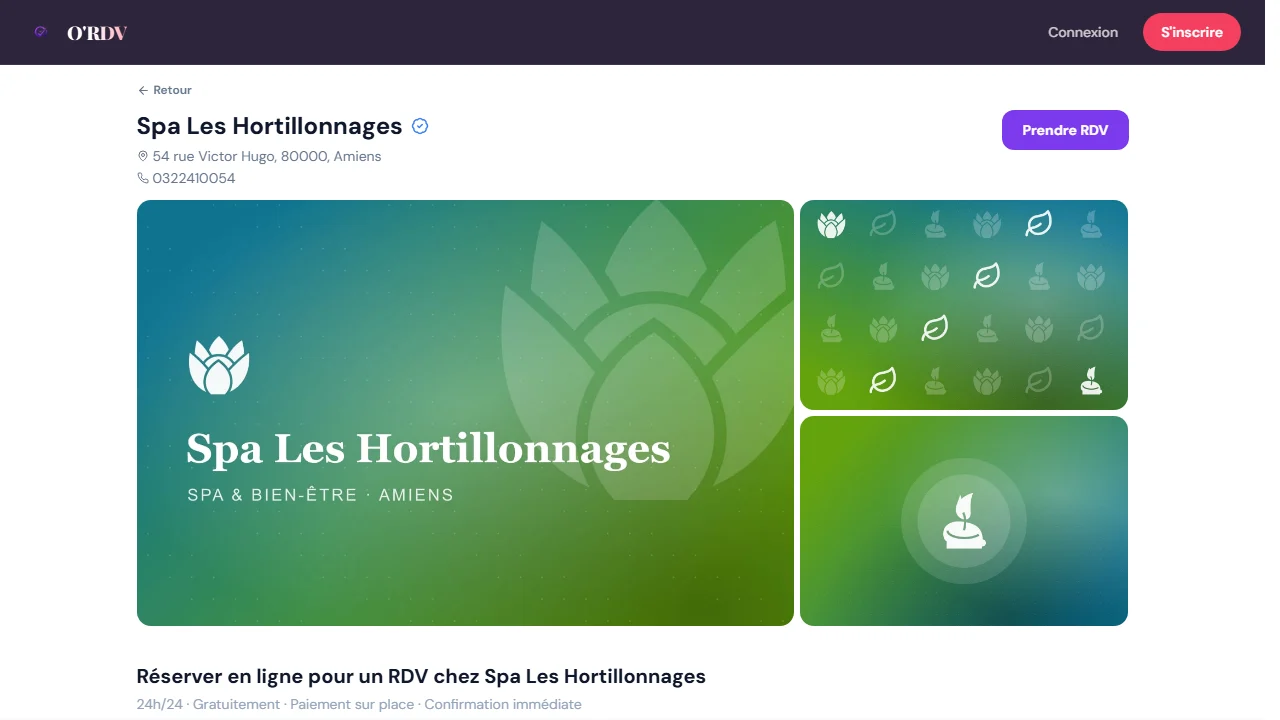 O'RDV
Connexion
S'inscrire
Retour
Spa Les Hortillonnages
Prendre RDV
54 rue Victor Hugo, 80000, Amiens
0322410054
Spa Les Hortillonnages
SPA & BIEN-ÊTRE · AMIENS
Réserver en ligne pour un RDV chez Spa Les Hortillonnages
24h/24 · Gratuitement · Paiement sur place · Confirmation immédiate